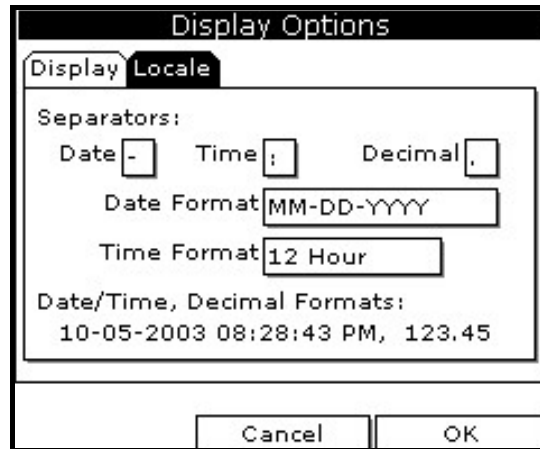 Display Options
Display Locale
Separators:
Date - Time : Decimal .
Date Format MM-DD-YYYY
Time Format 12 Hour
Date/Time, Decimal Formats:
10-05-2003 08:28:43 PM, 123.45
Cancel OK